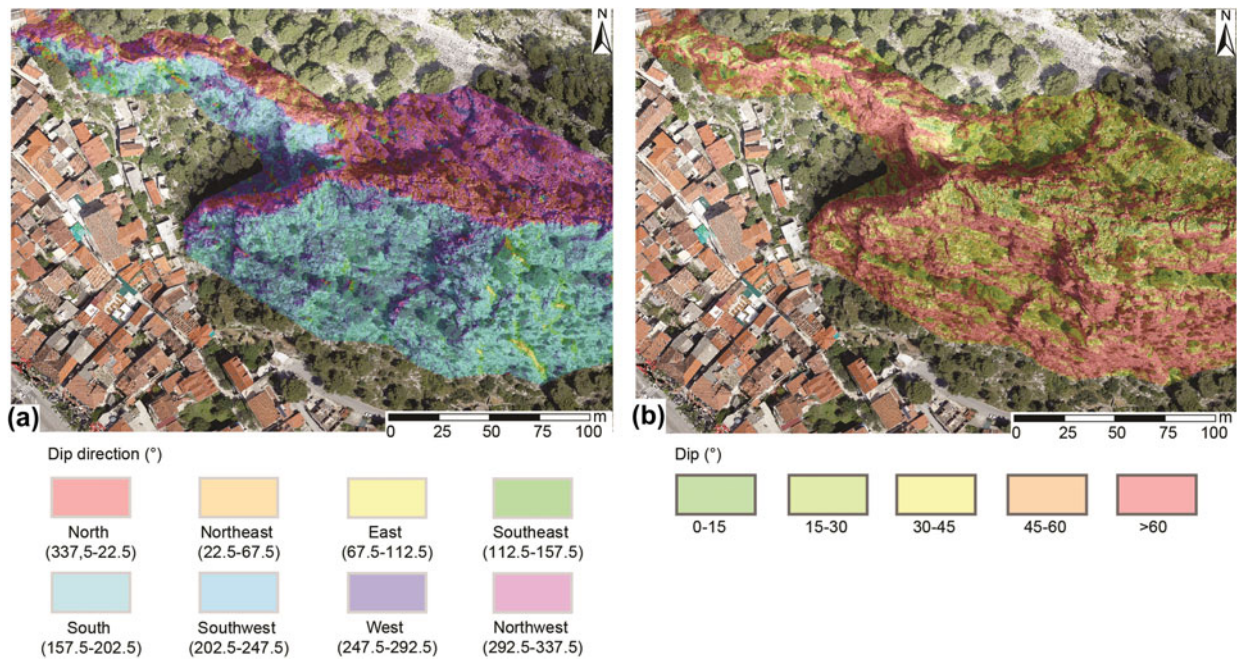 N
N
(a)
m
0 25 50 75 100
(b)
m
0 25 50 75 100
Dip direction (°)
North
(337,5-22.5)
Northeast
(22.5-67.5)
East
(67.5-112.5)
Southeast
(112.5-157.5)
South
(157.5-202.5)
Southwest
(202.5-247.5)
West
(247.5-292.5)
Northwest
(292.5-337.5)
Dip (°)
0-15
15-30
30-45
45-60
>60